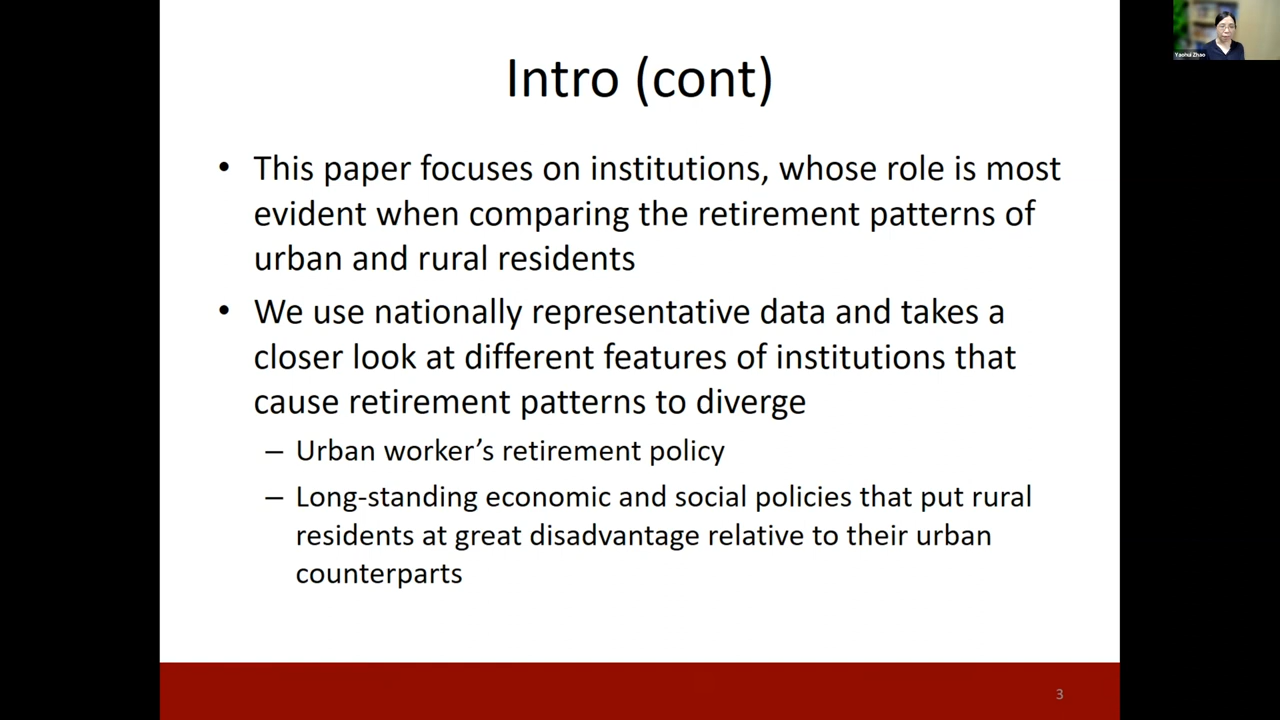 Intro (cont)
• This paper focuses on institutions, whose role is most
evident when comparing the retirement patterns of
urban and rural residents
• We use nationally representative data and takes a
closer look at different features of institutions that
cause retirement patterns to diverge
– Urban worker’s retirement policy
– Long-standing economic and social policies that put rural
residents at great disadvantage relative to their urban
counterparts
3
Yaohui Zhao